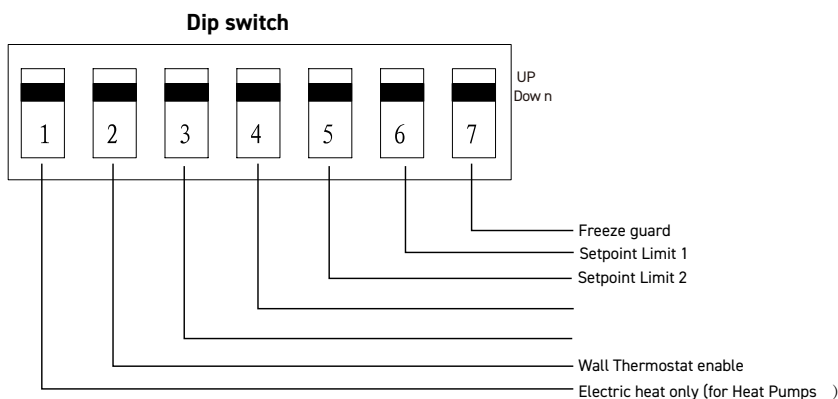 Dip switch
UP
Dow n
1 2 3 4 5 6 7
Freeze guard
Setpoint Limit 1
Setpoint Limit 2
Wall Thermostat enable
Electric heat only (for Heat Pumps )